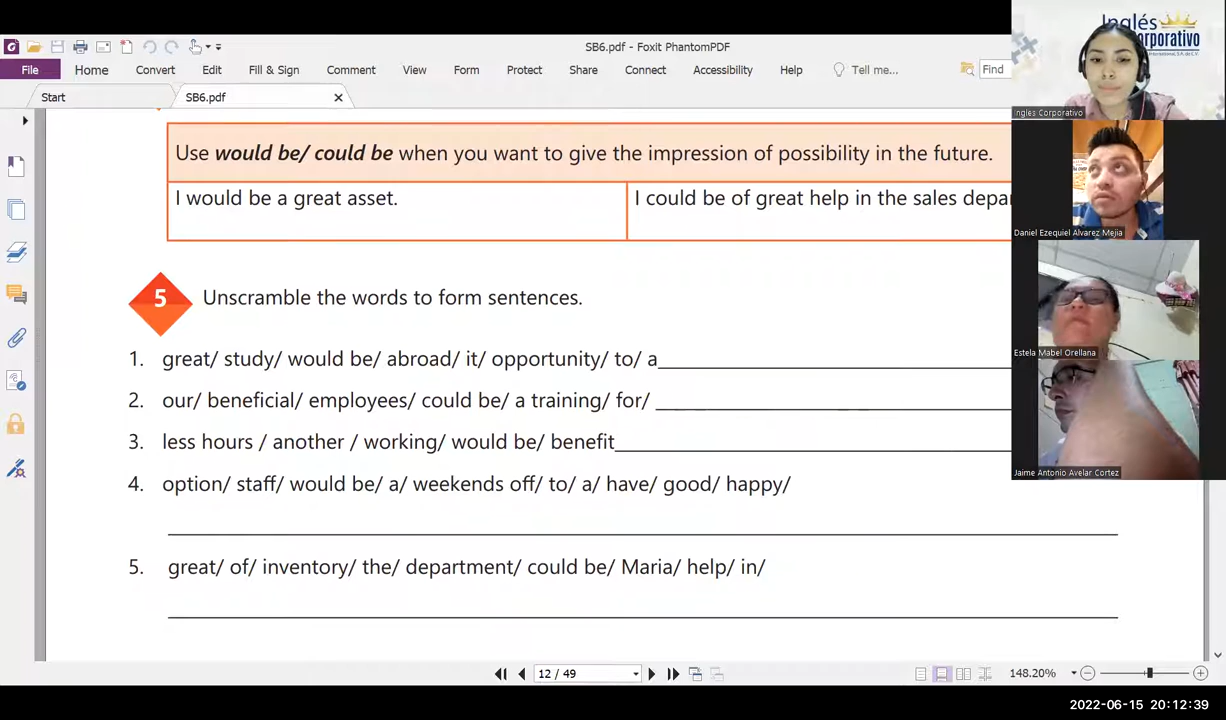 SB6.pdf - Foxit PhantomPDF
File Home Convert Edit Fill & Sign Comment View Form Protect Share Connect Accessibility Help Tell me... Find
Start SB6.pdf
Use would be/ could be when you want to give the impression of possibility in the future.
I would be a great asset. I could be of great help in the sales depar
5 Unscramble the words to form sentences.
1. great/ study/ would be/ abroad/ it/ opportunity/ to/ a
2. our/ beneficial/ employees/ could be/ a training/ for/
3. less hours / another / working/ would be/ benefit
4. option/ staff/ would be/ a/ weekends off/ to/ a/ have/ good/ happy/
5. great/ of/ inventory/ the/ department/ could be/ Maria/ help/ in/
12 / 49
148.20%
Inglés
Corporativo
Ingles Corporativo
Daniel Ezequiel Alvarez Mejia
Estela Mabel Orellana
Jaime Antonio Avelar Cortez
2022-06-15 20:12:39